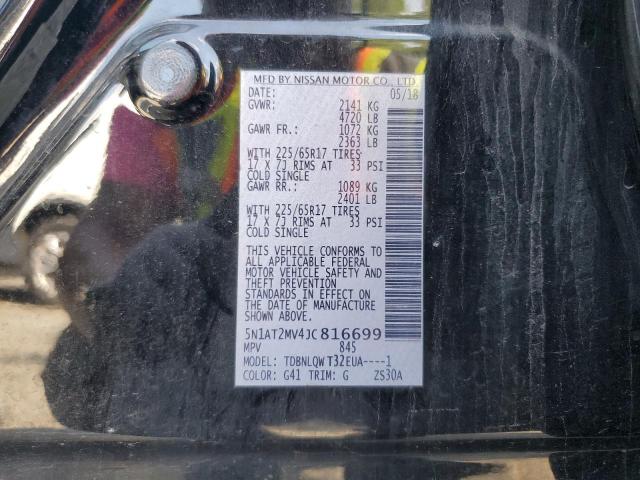 MFD BY NISSAN MOTOR CO., LTD.
DATE: 05/18
GVWR: 2141 KG
4720 LB
GAWR FR.: 1072 KG
2363 LB
WITH 225/65R17 TIRES
17 X 7J RIMS AT 33 PSI
COLD SINGLE
GAWR RR.: 1089 KG
2401 LB
WITH 225/65R17 TIRES
17 X 7J RIMS AT 33 PSI
COLD SINGLE
THIS VEHICLE CONFORMS TO
ALL APPLICABLE FEDERAL
MOTOR VEHICLE SAFETY AND
THEFT PREVENTION
STANDARDS IN EFFECT ON
THE DATE OF MANUFACTURE
SHOWN ABOVE.
5N1AT2MV4JC816699
MPV 845
MODEL: TDBNLQW T32EUA----1
COLOR: G41 TRIM: G ZS30A